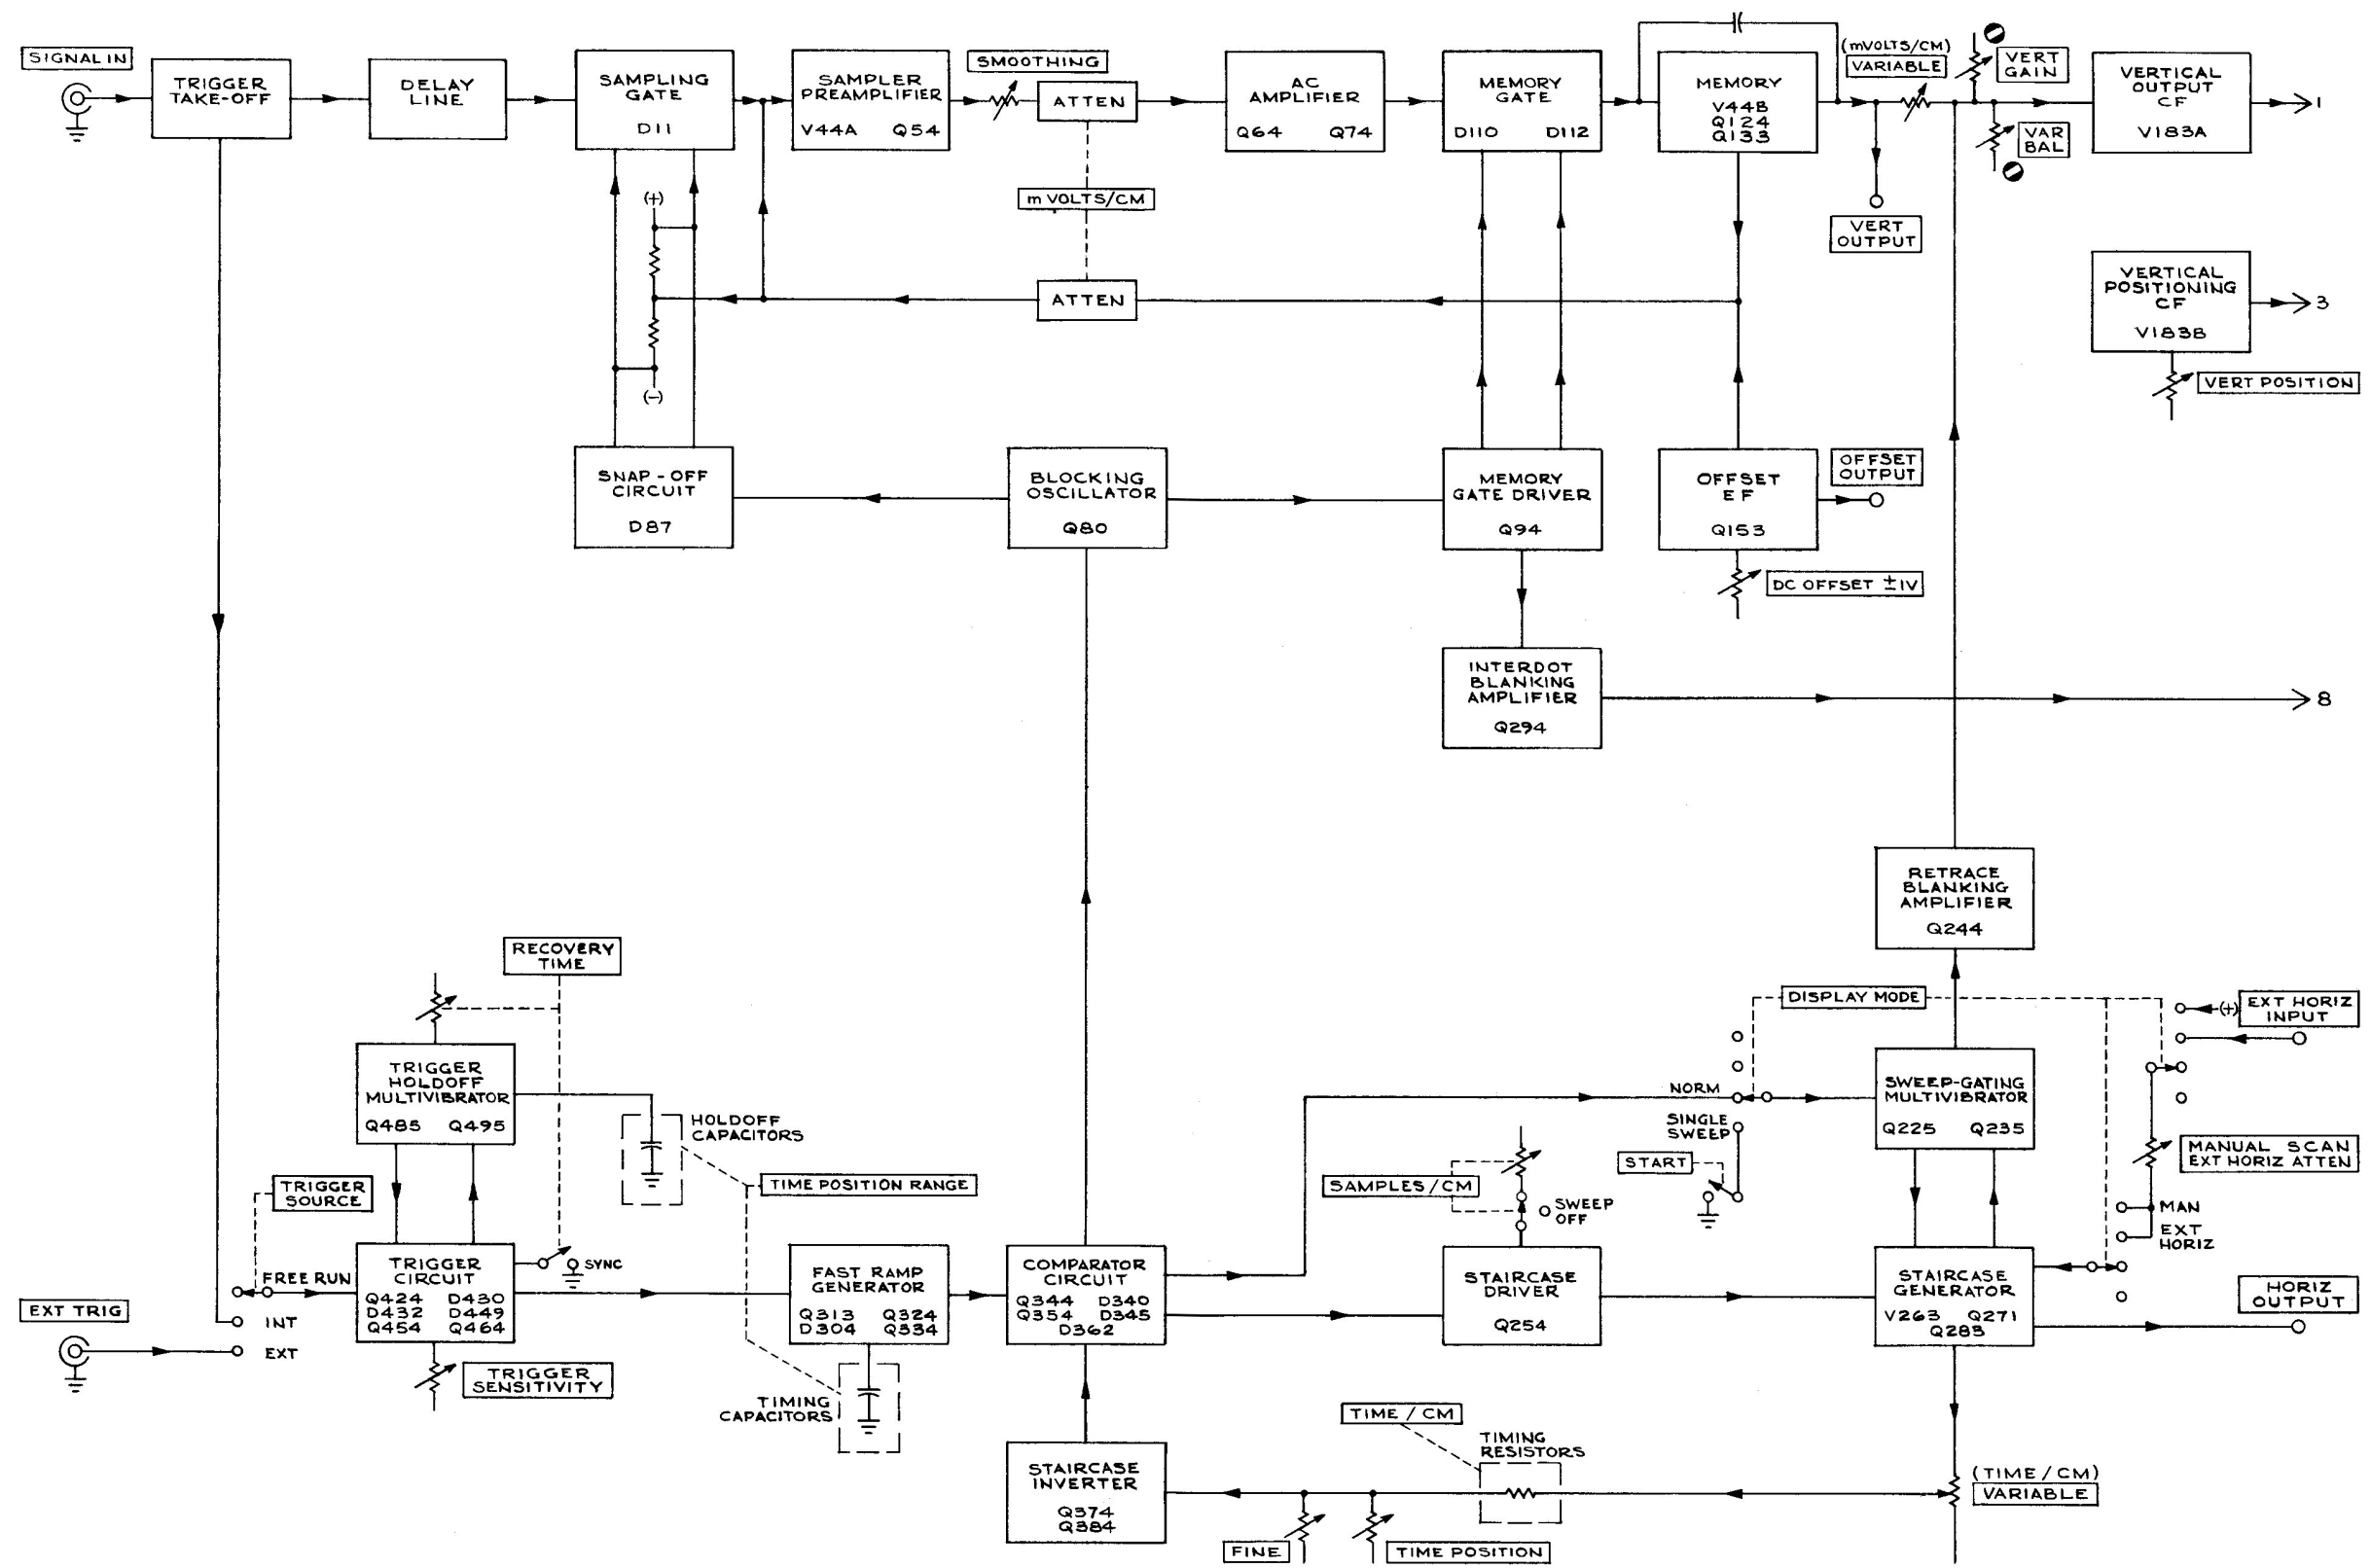 SIGNAL IN
TRIGGER
TAKE-OFF
DELAY
LINE
SAMPLING
GATE
D11
SAMPLER
PREAMPLIFIER
V44A Q54
SMOOTHING
ATTEN
AC
AMPLIFIER
Q64 Q74
MEMORY
GATE
D110 D112
MEMORY
V44B
Q124
Q133
(mVOLTS/CM)
VARIABLE
VERT
GAIN
VAR
BAL
VERTICAL
OUTPUT
CF
V183A
1
(+)
m VOLTS/CM
VERT
OUTPUT
ATTEN
VERTICAL
POSITIONING
CF
V183B
3
VERT POSITION
(-)
SNAP-OFF
CIRCUIT
D87
BLOCKING
OSCILLATOR
Q80
MEMORY
GATE DRIVER
Q94
OFFSET
EF
Q153
OFFSET
OUTPUT
DC OFFSET ±1V
INTERDOT
BLANKING
AMPLIFIER
Q294
8
RETRACE
BLANKING
AMPLIFIER
Q244
RECOVERY
TIME
DISPLAY MODE
(+)
EXT HORIZ
INPUT
TRIGGER
HOLDOFF
MULTIVIBRATOR
Q485 Q495
HOLDOFF
CAPACITORS
NORM
SINGLE
SWEEP
START
SWEEP-GATING
MULTIVIBRATOR
Q225 Q235
MANUAL SCAN
EXT HORIZ ATTEN
TRIGGER
SOURCE
TIME POSITION RANGE
SAMPLES/CM
SWEEP
OFF
MAN
EXT
HORIZ
FREE RUN
INT
EXT
EXT TRIG
TRIGGER
CIRCUIT
Q424 D430
D432 D449
Q454 Q464
SYNC
TRIGGER
SENSITIVITY
FAST RAMP
GENERATOR
Q313 Q324
D304 Q334
COMPARATOR
CIRCUIT
Q344 D340
Q354 D345
D362
STAIRCASE
DRIVER
Q254
STAIRCASE
GENERATOR
V263 Q271
Q283
HORIZ
OUTPUT
TIMING
CAPACITORS
TIME / CM
TIMING
RESISTORS
STAIRCASE
INVERTER
Q374
Q384
(TIME / CM)
VARIABLE
FINE
TIME POSITION